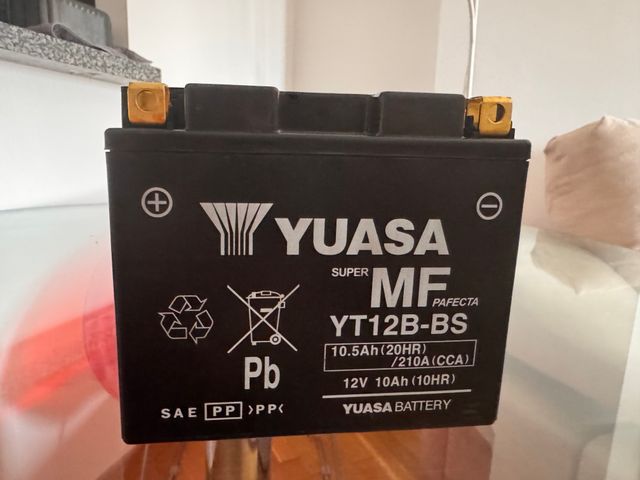 YUASA
SUPER MF PAFECTA
YT12B-BS
10.5Ah(20HR)
/210A(CCA)
12V 10Ah(10HR)
YUASA BATTERY
Pb
SAE PP >PP<